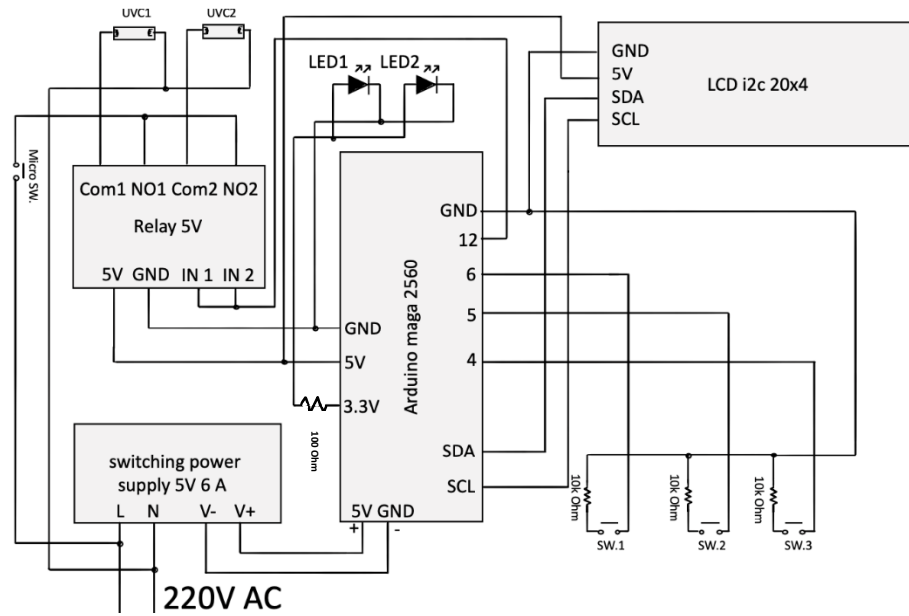 UVC1
UVC2
LED1
LED2
GND
5V
SDA
SCL
LCD i2c 20x4
Micro SW.
Com1 NO1 Com2 NO2
Relay 5V
5V GND IN 1 IN 2
GND
12
6
5
4
Arduino maga 2560
GND
5V
3.3V
100 Ohm
SDA
SCL
5V GND
+ -
switching power
supply 5V 6 A
L N V- V+
10k Ohm
10k Ohm
10k Ohm
SW.1
SW.2
SW.3
220V AC